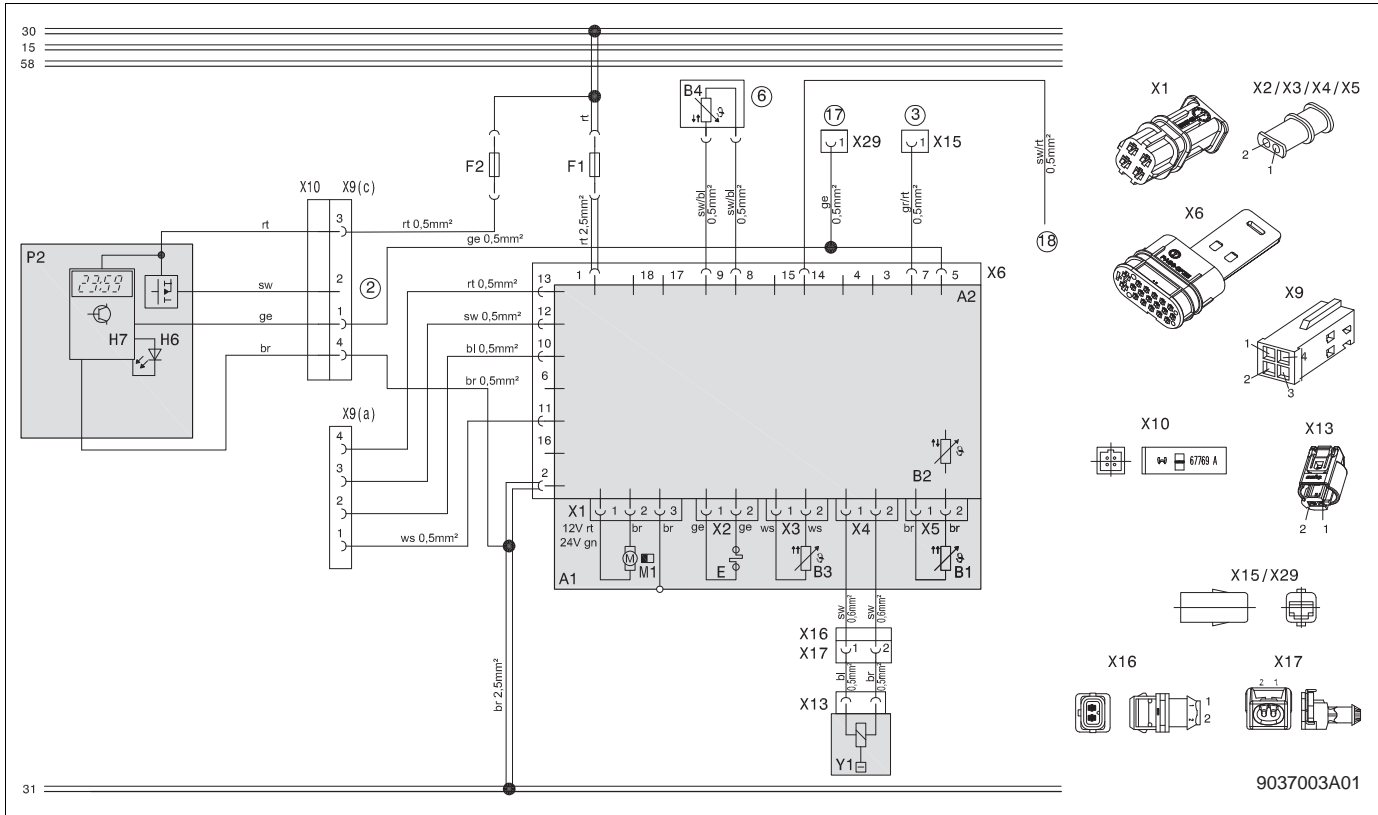 30
15
58
rt
F2
F1
rt 2,5mm²
B4
6
sw/bl
0,5mm²
sw/bl
0,5mm²
17
1 X29
ge
0,5mm²
3
1 X15
gr/rt
0,5mm²
sw/rt
0,5mm²
18
X10 X9(c)
3
2
1
4
2
rt
sw
ge
br
rt 0,5mm²
ge 0,5mm²
P2
23:59
H7
H6
X9(a)
4
3
2
1
rt 0,5mm²
sw 0,5mm²
bl 0,5mm²
br 0,5mm²
ws 0,5mm²
1 18 17 9 8 15 14 4 3 7 5 X6
13
12
10
6
11
16
2
A2
B2
X1 1 2 3
12V rt br br
24V gn
M
M1
A1
1 2
ge X2 ge
E
1 2
ws X3 ws
B3
X4 1 2
1 2
br X5 br
B1
sw
0,6mm²
sw
0,6mm²
X16
X17 1 2
bl
0,5mm²
br
0,5mm²
X13
Y1
br 2,5mm²
31
X1
X2/X3/X4/X5
2
1
X6
X9
1
4
2
3
X10
67769 A
X13
2 1
X15/X29
X16
1
2
1
2
X17
2 1
9037003A01